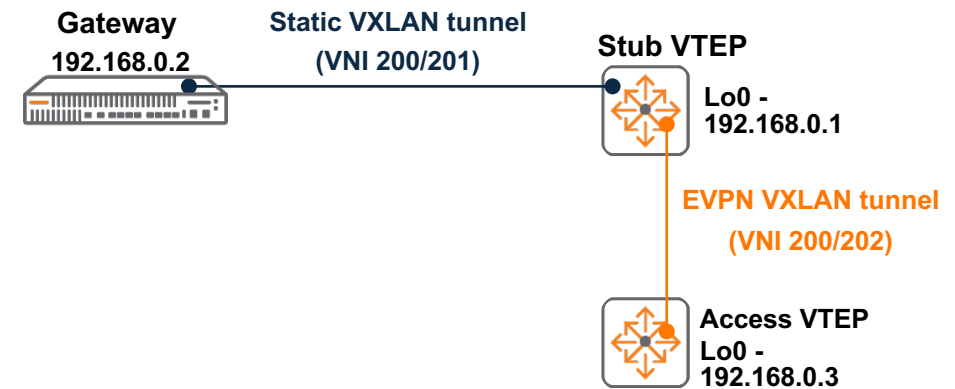 Gateway
192.168.0.2
Static VXLAN tunnel
(VNI 200/201)
Stub VTEP
Lo0 -
192.168.0.1
EVPN VXLAN tunnel
(VNI 200/202)
Access VTEP
Lo0 -
192.168.0.3